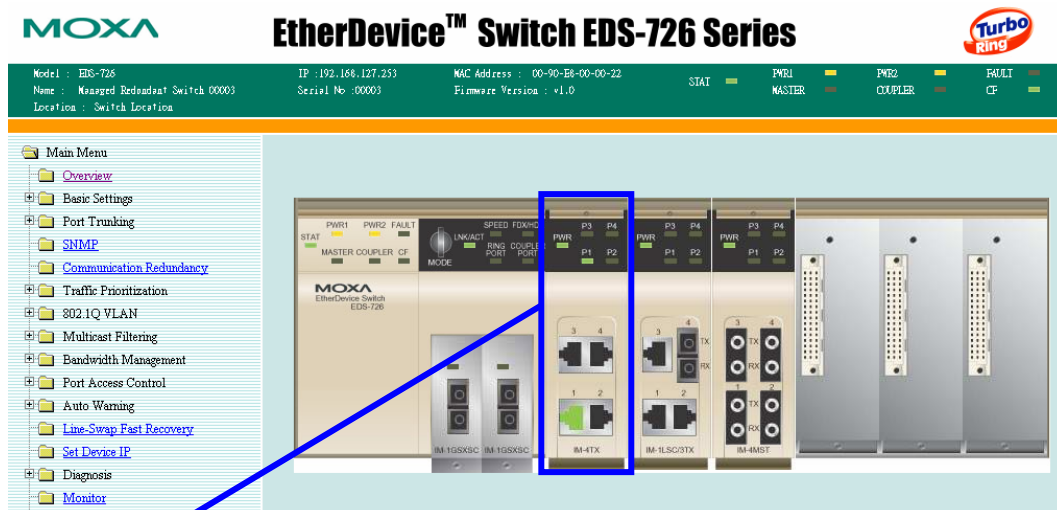 MOXA
EtherDevice™ Switch EDS-726 Series
Turbo Ring
Model : EDS-726
Name : Managed Redundant Switch 00003
Location : Switch Location
IP :192.168.127.253
Serial No :00003
MAC Address : 00-90-E8-00-00-22
Firmware Version : v1.0
STAT
PWR1
PWR2
FAULT
MASTER
COUPLER
CF
Main Menu
Overview
Basic Settings
Port Trunking
SNMP
Communication Redundancy
Traffic Prioritization
802.1Q VLAN
Multicast Filtering
Bandwidth Management
Port Access Control
Auto Warning
Line-Swap Fast Recovery
Set Device IP
Diagnosis
Monitor
PWR1 PWR2 FAULT
STAT
MASTER COUPLER CF
SPEED FDX/HD
LNK/ACT
RING PORT
COUPLER PORT
MODE
MOXA
EtherDevice Switch
EDS-726
IM-1GSXSC
IM-1GSXSC
P3 P4
PWR
P1 P2
3 4
1 2
IM-4TX
P3 P4
PWR
P1 P2
3 4
TX
RX
1 2
IM-1LSC/3TX
P3 P4
PWR
P1 P2
3 4
TX
RX
1 2
TX
RX
IM-4MST